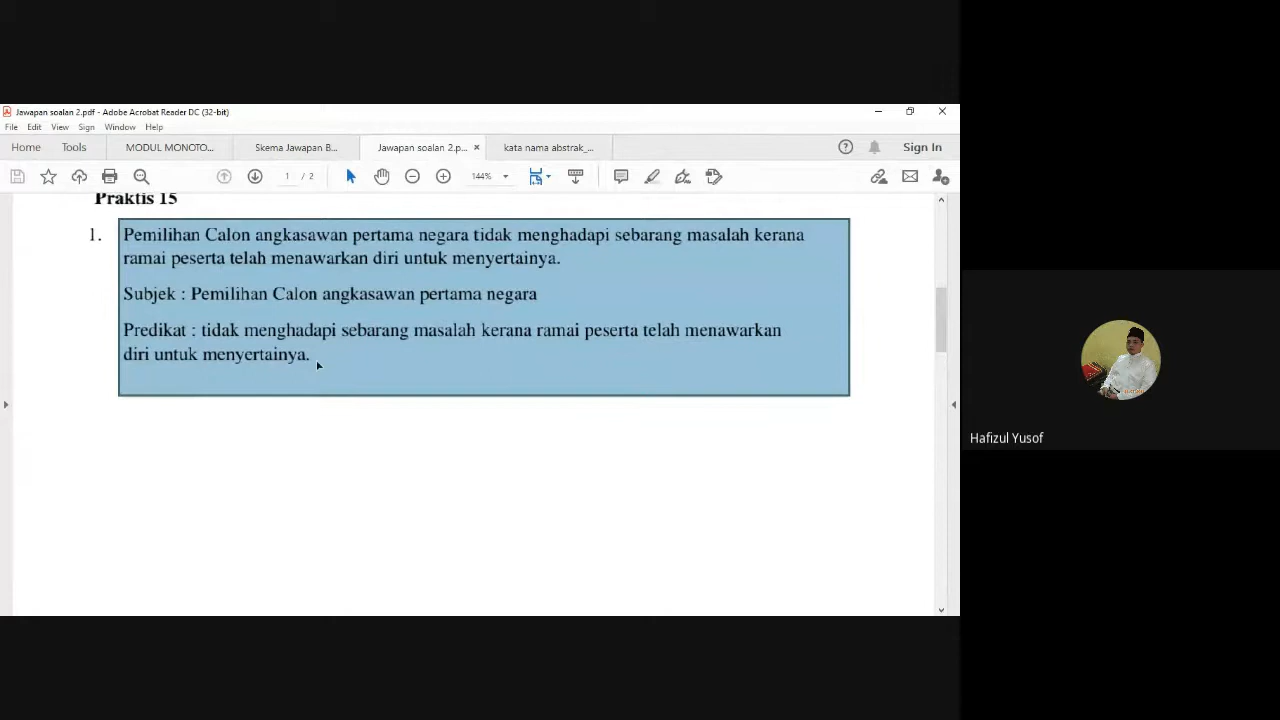 Jawapan soalan 2.pdf - Adobe Acrobat Reader DC (32-bit)
File Edit View Sign Window Help
Home Tools MODUL MONOTO... Skema Jawapan B... Jawapan soalan 2.p... × kata nama abstrak_... Sign In
1 / 2 144%
Praktis 15
1. Pemilihan Calon angkasawan pertama negara tidak menghadapi sebarang masalah kerana
ramai peserta telah menawarkan diri untuk menyertainya.
Subjek : Pemilihan Calon angkasawan pertama negara
Predikat : tidak menghadapi sebarang masalah kerana ramai peserta telah menawarkan
diri untuk menyertainya.
Hafizul Yusof